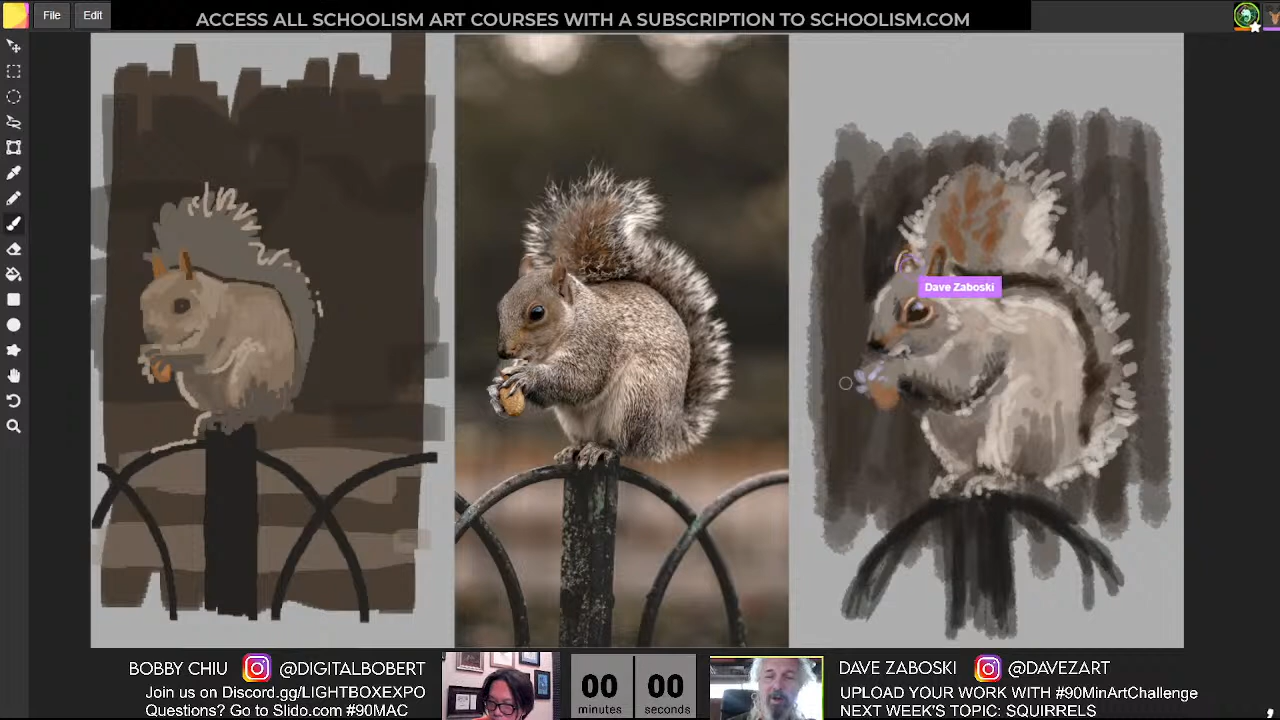 ACCESS ALL SCHOOLISM ART COURSES WITH A SUBSCRIPTION TO SCHOOLISM.COM
File
Edit
Dave Zaboski
BOBBY CHIU
@DIGITALBOBERT
Join us on Discord.gg/LIGHTBOXEXPO
Questions? Go to Slido.com #90MAC
00
minutes
00
seconds
DAVE ZABOSKI
@DAVEZART
UPLOAD YOUR WORK WITH #90MinArtChallenge
NEXT WEEK'S TOPIC: SQUIRRELS